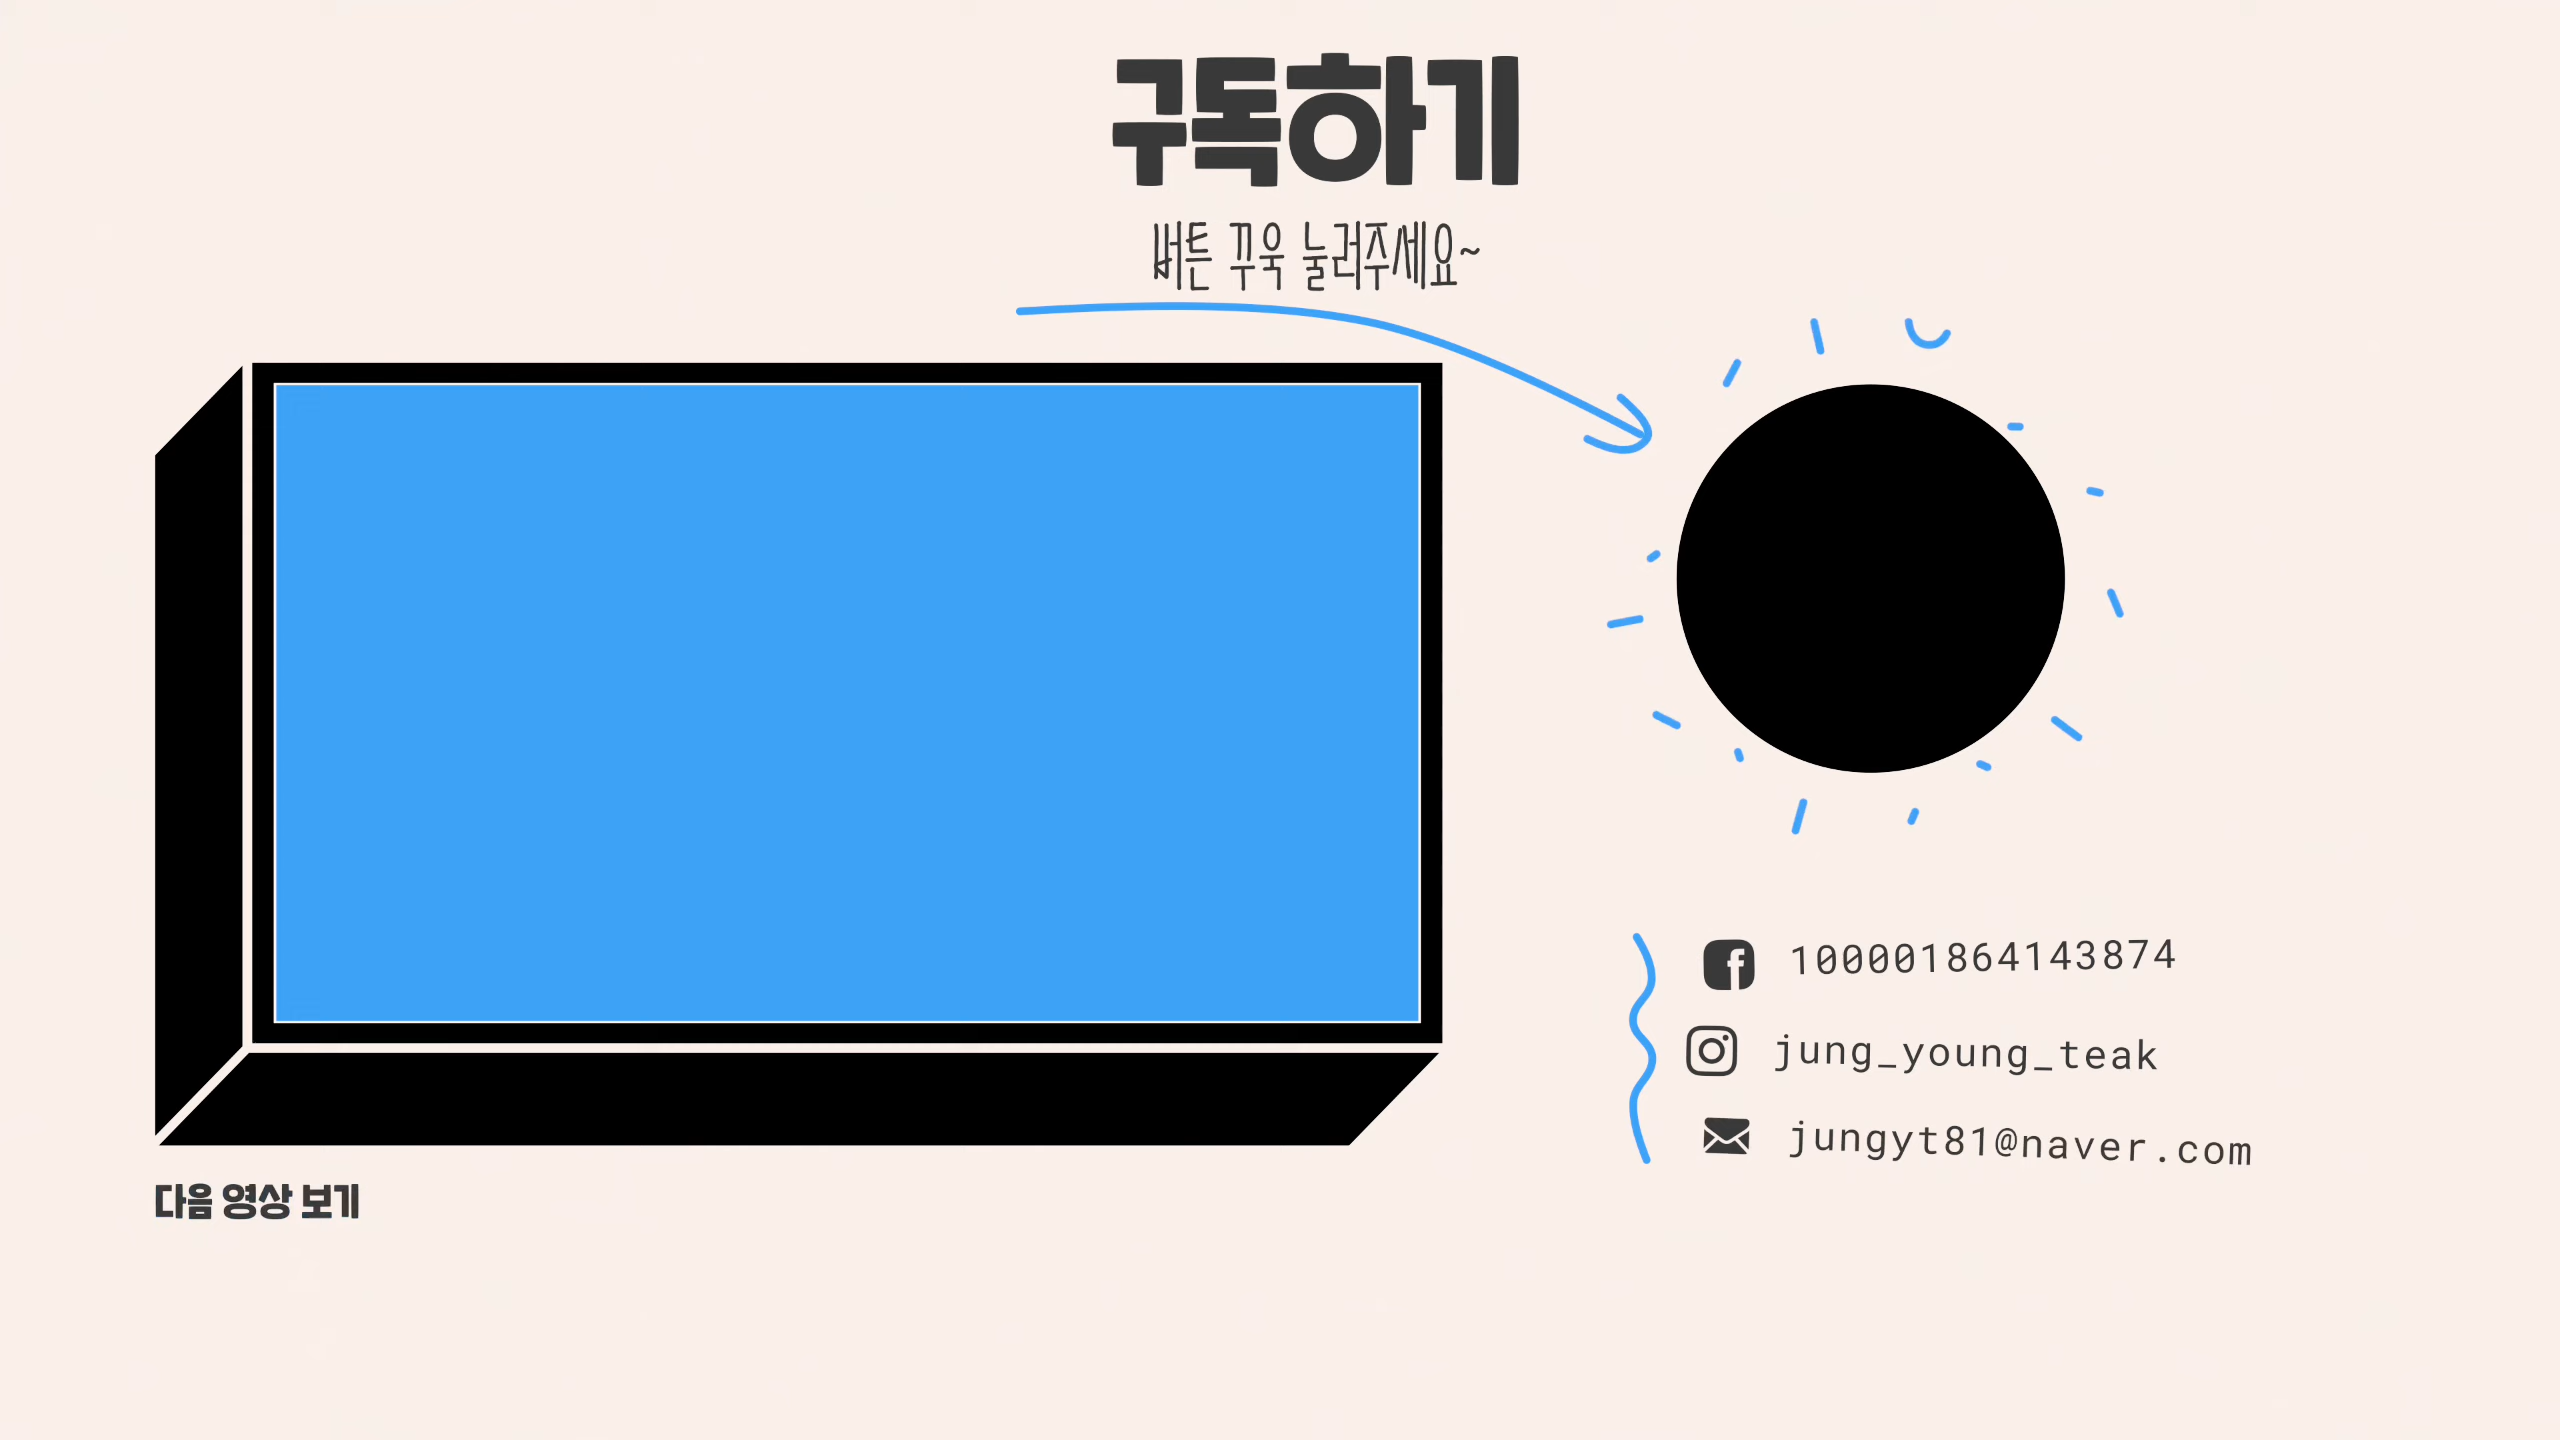 구독하기
버튼 꾸욱 눌러주세요~
100001864143874
jung_young_teak
jungyt81@naver.com
다음 영상 보기